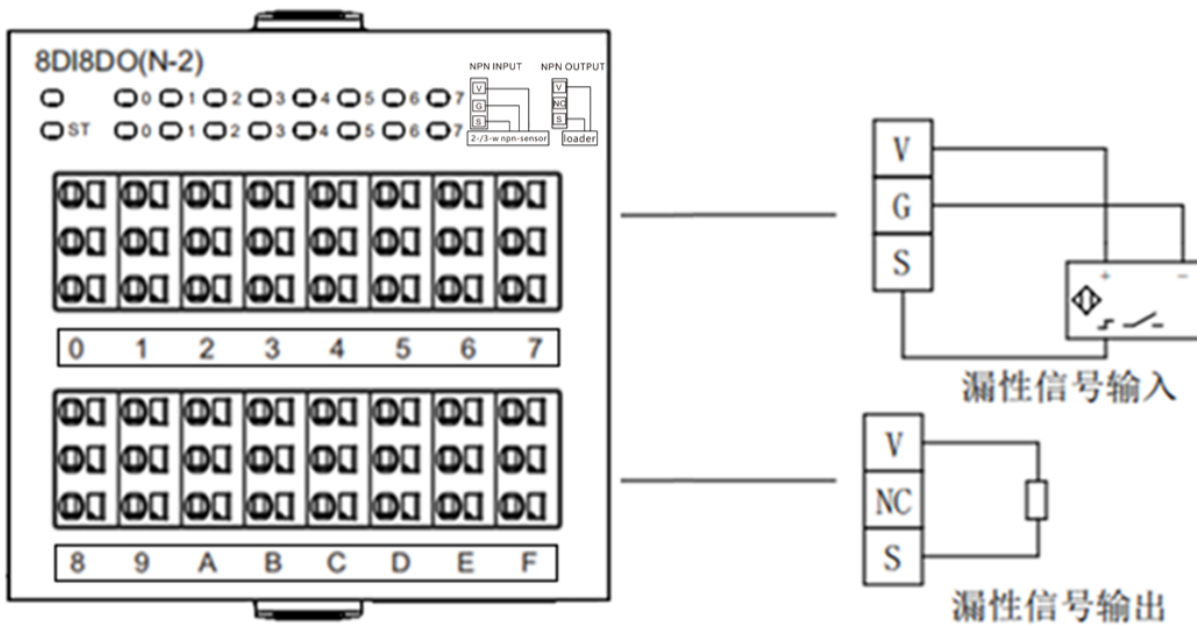 8DI8DO(N-2)
NPN INPUT
NPN OUTPUT
0 1 2 3 4 5 6 7
ST 0 1 2 3 4 5 6 7
V
G
S
2-/3-w npn-sensor
V
NC
S
loader
0 1 2 3 4 5 6 7
8 9 A B C D E F
V
G
S
+ −
漏性信号输入
V
NC
S
漏性信号输出